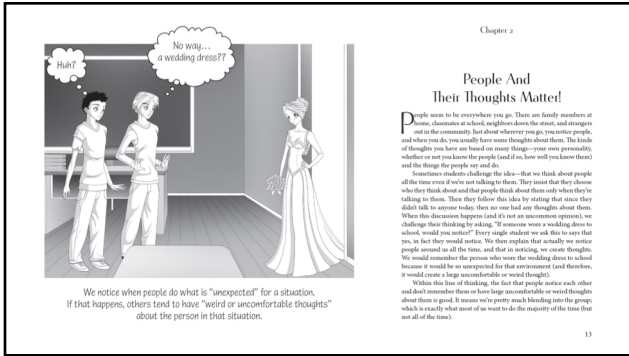 Huh?
No way...
a wedding dress??
We notice when people do what is "unexpected" for a situation.
If that happens, others tend to have "weird or uncomfortable thoughts"
about the person in that situation.
Chapter 2
People And
Their Thoughts Matter!
People seem to be everywhere you go. There are family members at
home, classmates at school, neighbors down the street, and strangers
out in the community. Just about wherever you go, you notice people,
and when you do, you usually have some thoughts about them. The kinds
of thoughts you have are based on many things—your own personality,
whether or not you know the people (and if so, how well you know them)
and the things the people say and do.
Sometimes students challenge the idea—that we think about people
all the time even if we're not talking to them. They insist that they choose
who they think about and that people think about them only when they're
talking to them. Then they follow this idea by stating that since they
didn't talk to anyone today, then no one had any thoughts about them.
When this discussion happens (and it's not an uncommon opinion), we
challenge their thinking by asking, "If someone wore a wedding dress to
school, would you notice?" Every single student we ask this to says that
yes, in fact they would notice. We then explain that actually we notice
people around us all the time, and that in noticing, we create thoughts.
We would remember the person who wore the wedding dress to school
because it would be so unexpected for that environment (and therefore,
it would create a large uncomfortable or weird thought).
Within this line of thinking, the fact that people notice each other
and don't remember them or have large uncomfortable or weird thoughts
about them is good. It means we're pretty much blending into the group;
which is exactly what most of us want to do the majority of the time (but
not all of the time).
13